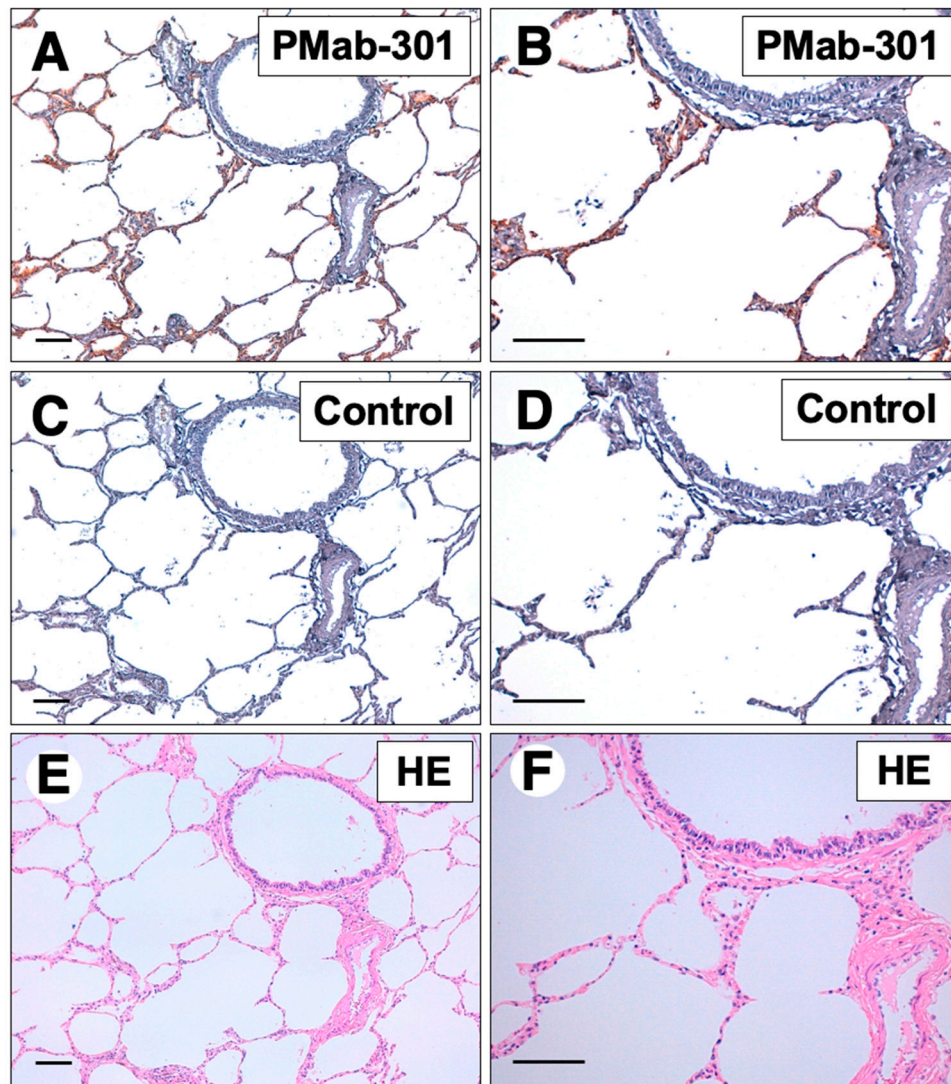 A PMab-301
B PMab-301
C Control
D Control
E HE
F HE